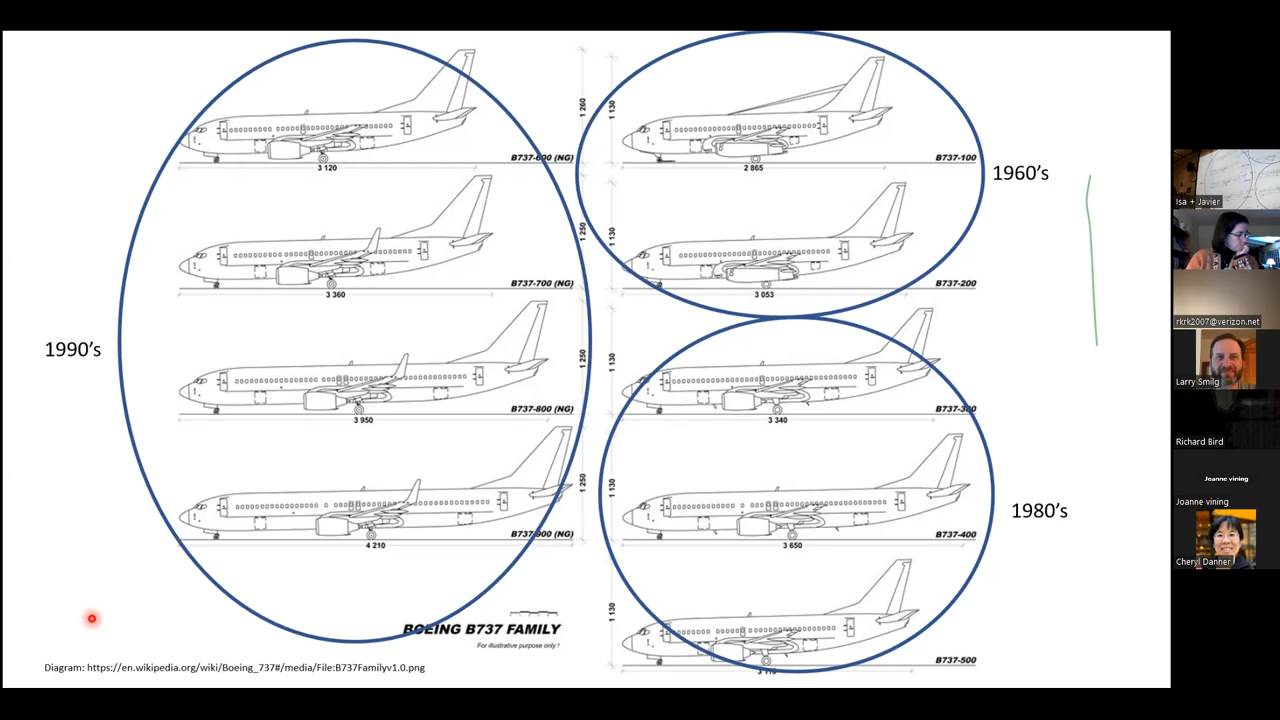 1 260
B737-600 (NG)
3 120
1 250
B737-700 (NG)
3 360
1990's
1 250
B737-800 (NG)
3 950
1 250
B737-900 (NG)
4 210
BOEING B737 FAMILY
For illustrative purpose only !
Diagram: https://en.wikipedia.org/wiki/Boeing_737#/media/File:B737Familyv1.0.png
1 130
B737-100
2 865
1960's
1 130
B737-200
3 053
1 130
B737-300
3 340
1 130
B737-400
3 650
1980's
1 130
B737-500
Isa + Javier
rkrk2007@verizon.net
Larry Smilg
Richard Bird
Joanne vining
Joanne vining
Cheryl Danner